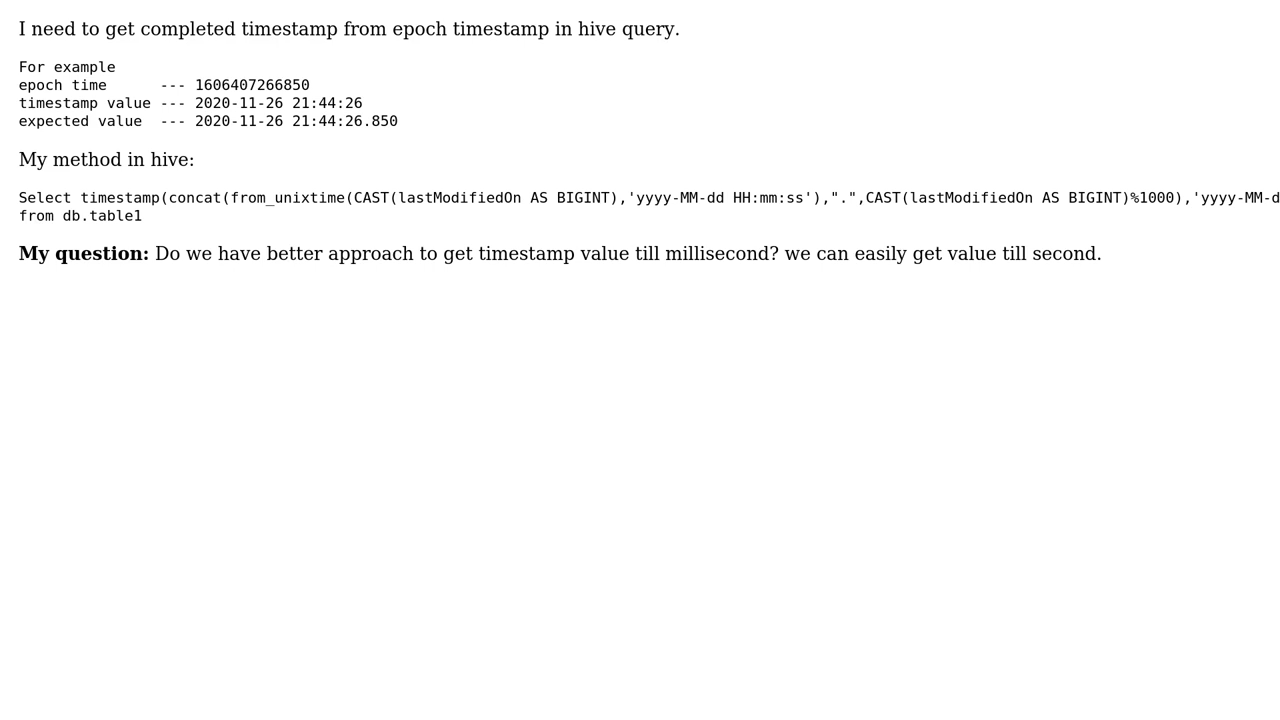 I need to get completed timestamp from epoch timestamp in hive query.
For example
epoch time      --- 1606407266850
timestamp value --- 2020-11-26 21:44:26
expected value  --- 2020-11-26 21:44:26.850
My method in hive:
Select timestamp(concat(from_unixtime(CAST(lastModifiedOn AS BIGINT),'yyyy-MM-dd HH:mm:ss'),".",CAST(lastModifiedOn AS BIGINT)%1000),'yyyy-MM-d
from db.table1
My question: Do we have better approach to get timestamp value till millisecond? we can easily get value till second.